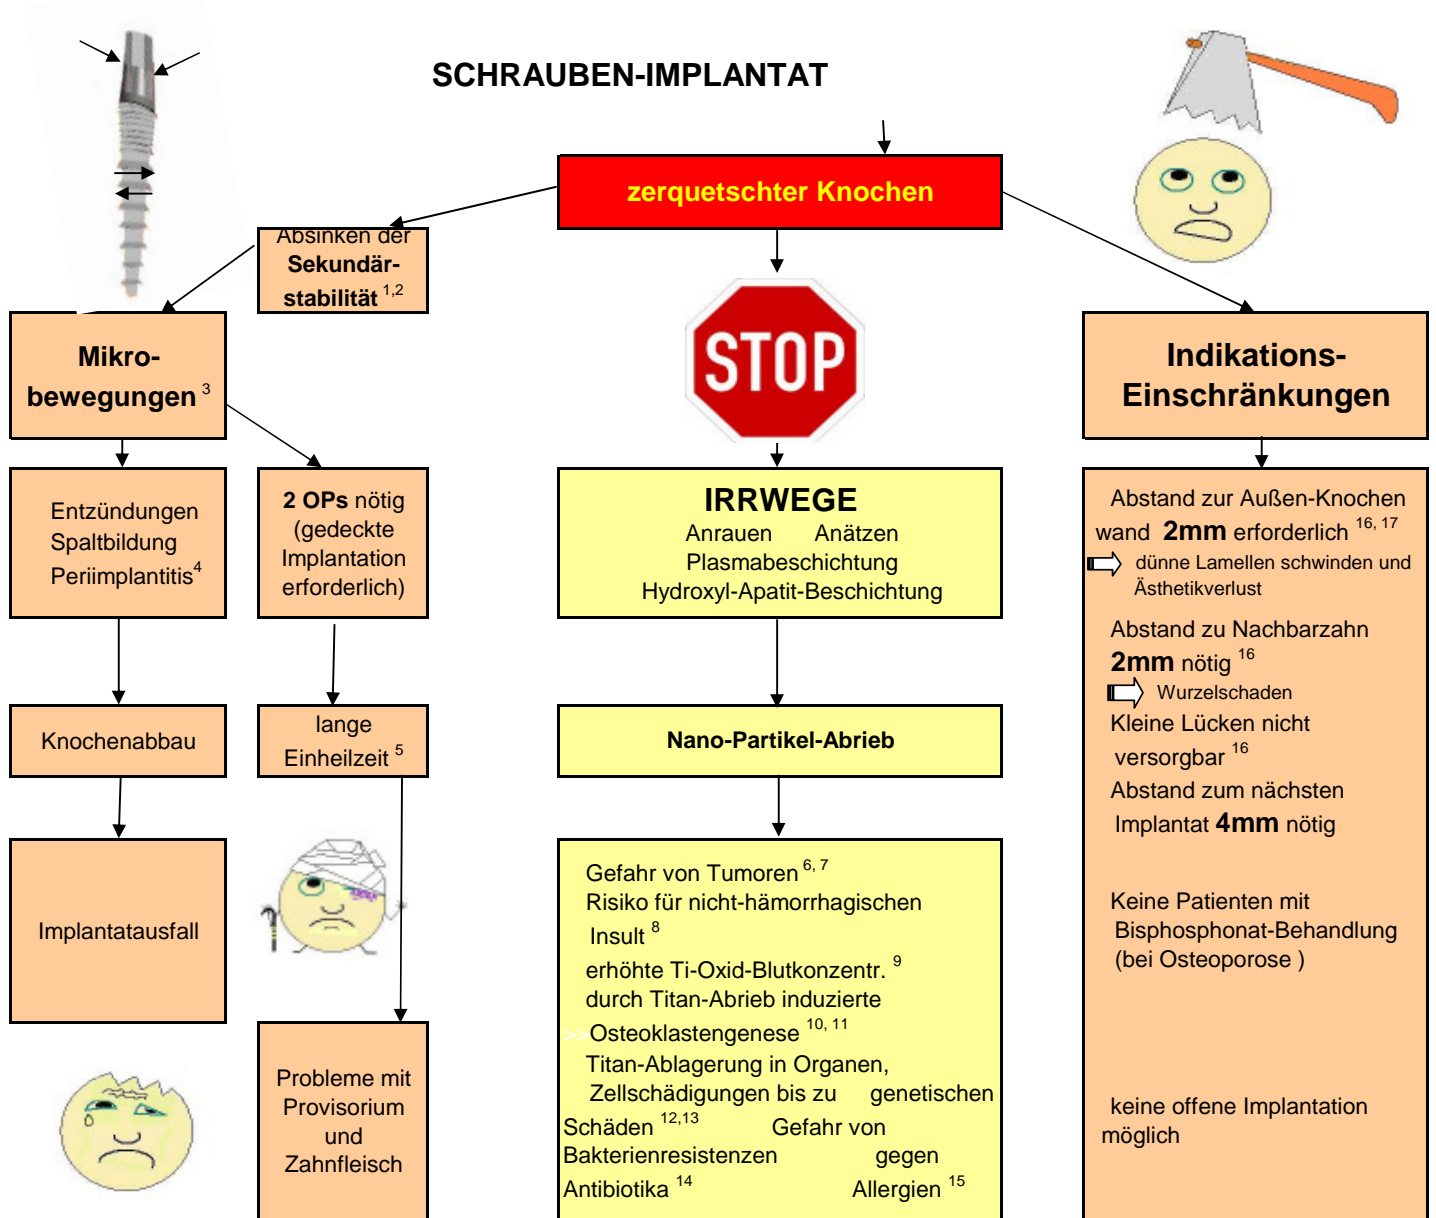 SCHRAUBEN-IMPLANTAT
zerquetschter Knochen
Absinken der
Sekundär-
stabilität 1,2
Mikro-
bewegungen 3
STOP
Indikations-
Einschränkungen
Entzündungen
Spaltbildung
Periimplantitis4
2 OPs nötig
(gedeckte
Implantation
erforderlich)
IRRWEGE
Anrauen Anätzen
Plasmabeschichtung
Hydroxyl-Apatit-Beschichtung
Abstand zur Außen-Knochen
wand 2mm erforderlich 16, 17
dünne Lamellen schwinden und
Ästhetikverlust
Abstand zu Nachbarzahn
2mm nötig 16
Wurzelschaden
Kleine Lücken nicht
versorgbar 16
Abstand zum nächsten
Implantat 4mm nötig
Keine Patienten mit
Bisphosphonat-Behandlung
(bei Osteoporose )
keine offene Implantation
möglich
Knochenabbau
lange
Einheilzeit 5
Nano-Partikel-Abrieb
Implantatausfall
Gefahr von Tumoren 6, 7
Risiko für nicht-hämorrhagischen
Insult 8
erhöhte Ti-Oxid-Blutkonzentr. 9
durch Titan-Abrieb induzierte
>>Osteoklastengenese 10, 11
Titan-Ablagerung in Organen,
Zellschädigungen bis zu genetischen
Schäden 12,13 Gefahr von
Bakterienresistenzen gegen
Antibiotika 14 Allergien 15
Probleme mit
Provisorium
und
Zahnfleisch